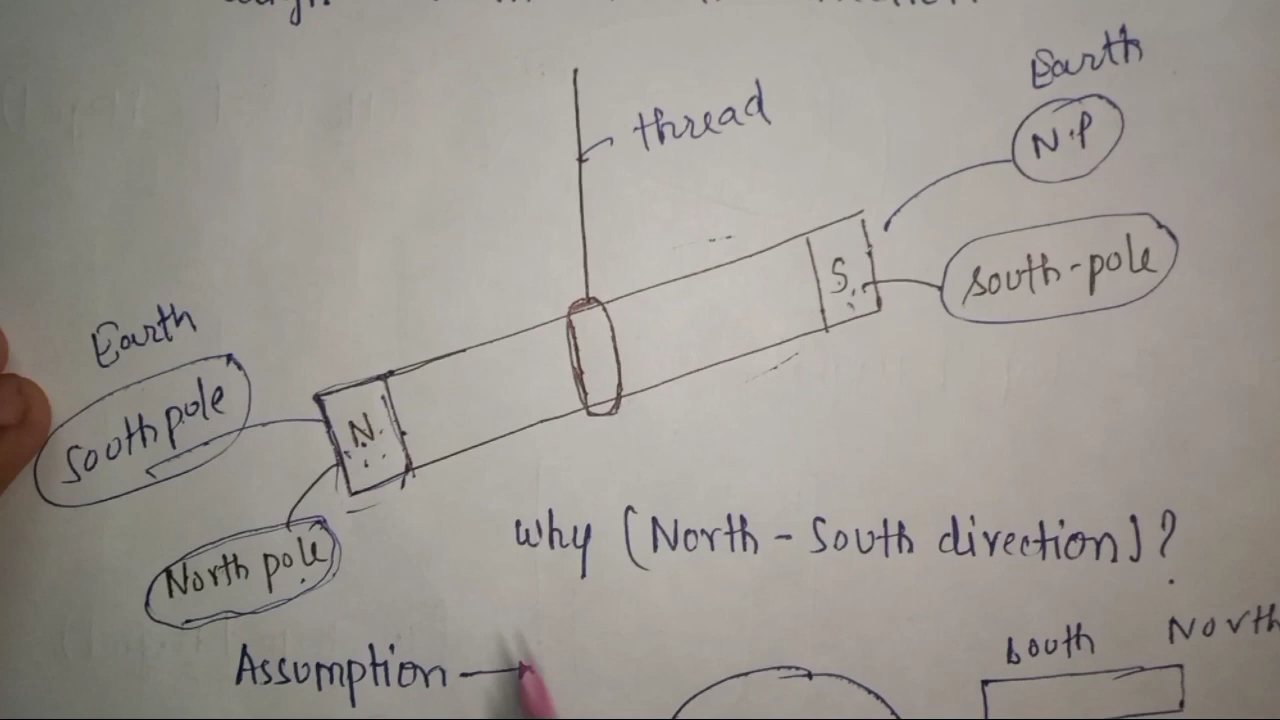 Earth
thread
N.P
S.
South-pole
Earth
South pole
N.
North pole
Why (North - South direction)?
Assumption →
South
North